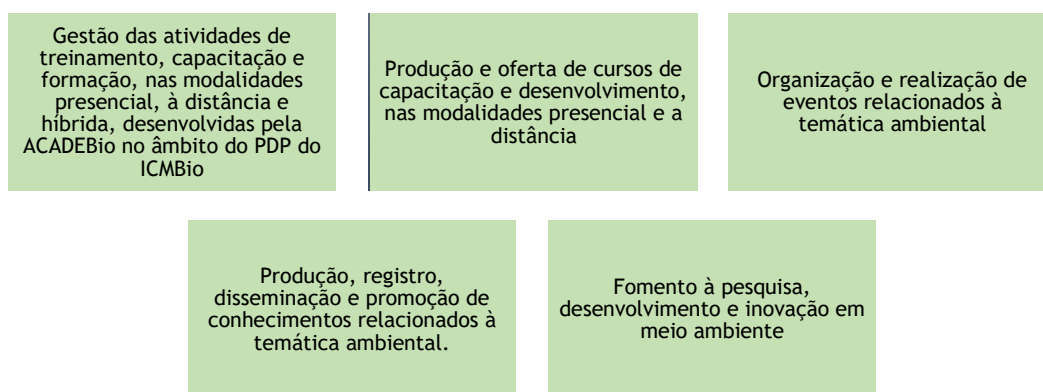 Gestão das atividades de
treinamento, capacitação e
formação, nas modalidades
presencial, à distância e
híbrida, desenvolvidas pela
ACADEBio no âmbito do PDP do
ICMBio
Produção e oferta de cursos de
capacitação e desenvolvimento,
nas modalidades presencial e a
distância
Organização e realização de
eventos relacionados à
temática ambiental
Produção, registro,
disseminação e promoção de
conhecimentos relacionados à
temática ambiental.
Fomento à pesquisa,
desenvolvimento e inovação em
meio ambiente